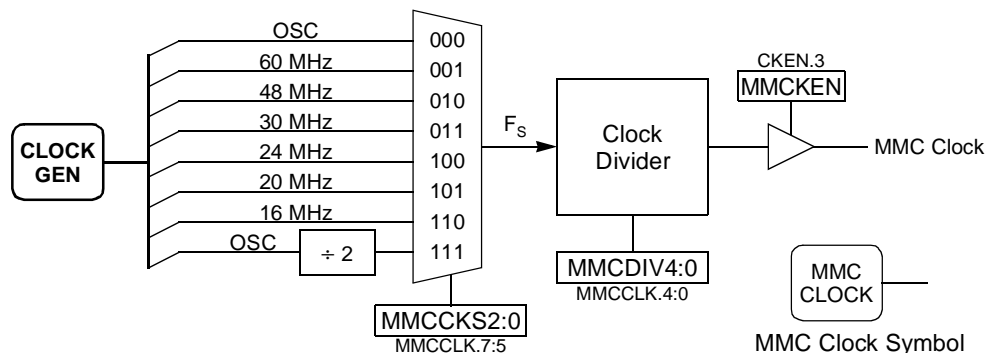 OSC
60 MHz
48 MHz
30 MHz
24 MHz
20 MHz
16 MHz
OSC
÷ 2
CLOCK
GEN
000
001
010
011
100
101
110
111
MMCCKS2:0
MMCCLK.7:5
FS
Clock
Divider
MMCDIV4:0
MMCCLK.4:0
CKEN.3
MMCKEN
MMC Clock
MMC
CLOCK
MMC Clock Symbol